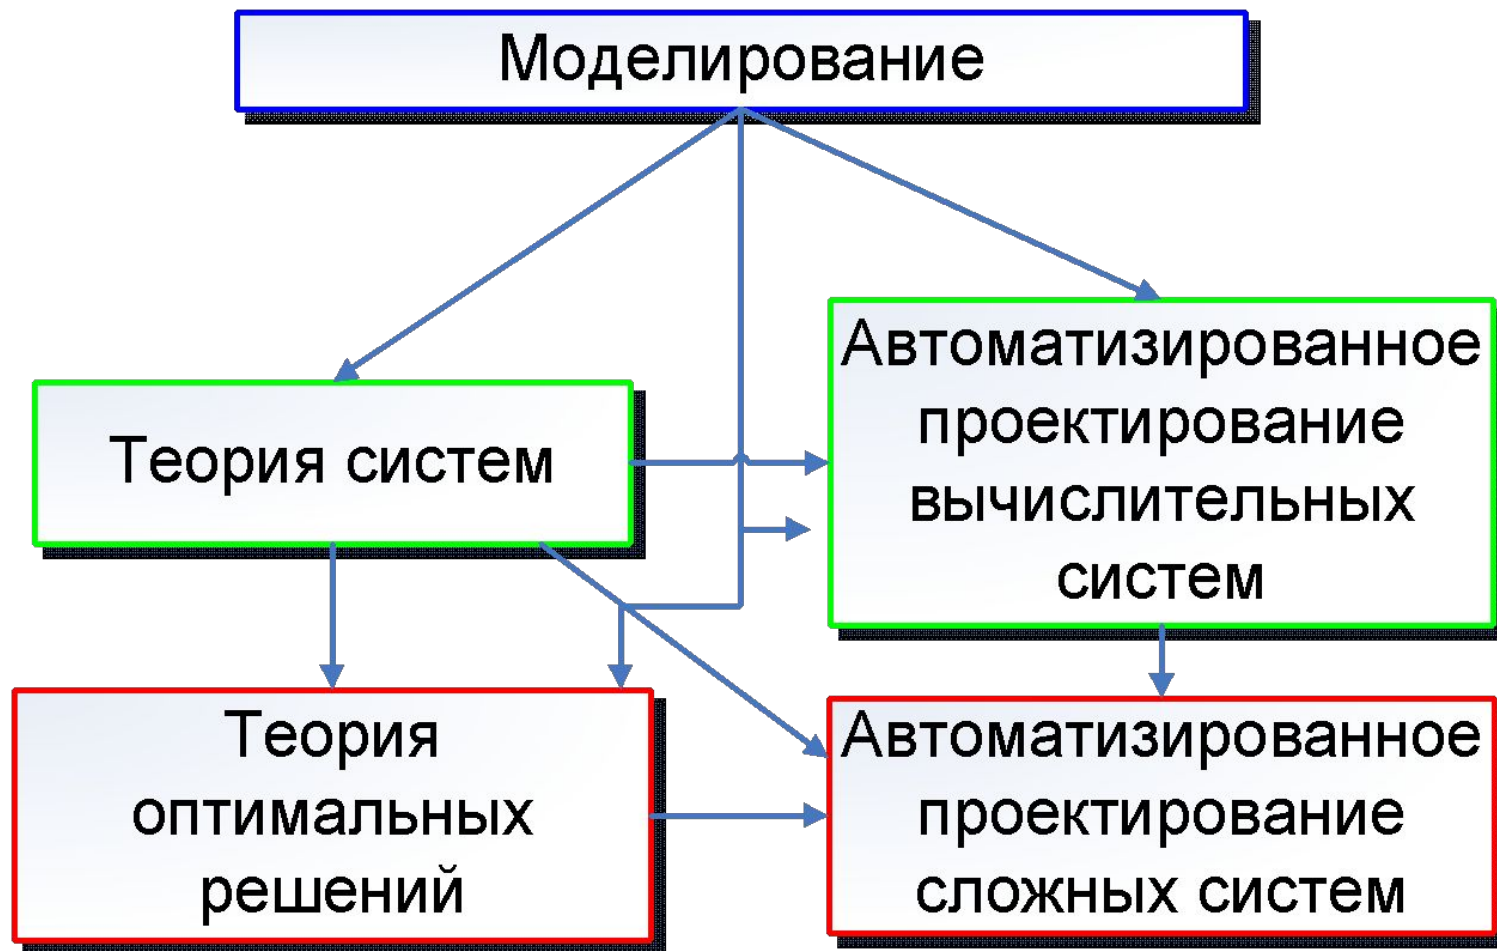 Моделирование
Теория систем
Автоматизированное
проектирование
вычислительных
систем
Теория
оптимальных
решений
Автоматизированное
проектирование
сложных систем